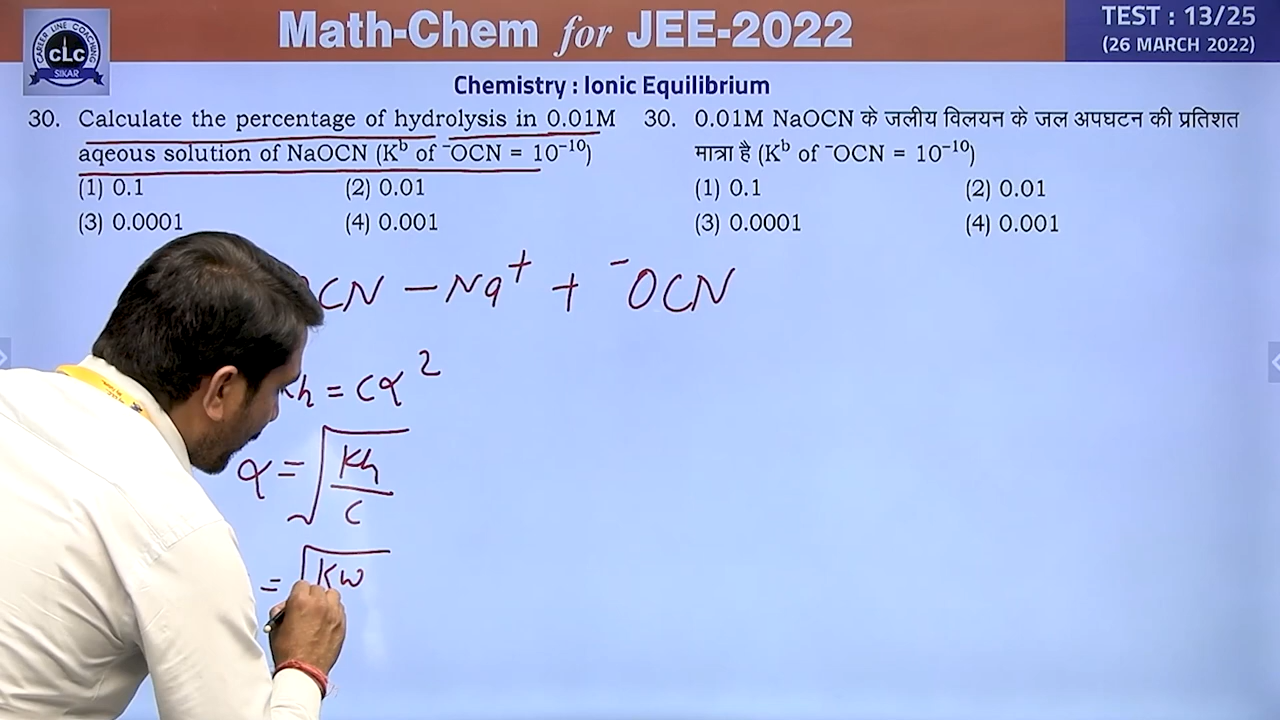 CAREER LINE COACHING
CLC
SIKAR
Math-Chem for JEE-2022
TEST : 13/25
(26 MARCH 2022)
Chemistry : Ionic Equilibrium
30. Calculate the percentage of hydrolysis in 0.01M
aqeous solution of NaOCN (Kᵇ of ⁻OCN = 10⁻¹⁰)
(1) 0.1 (2) 0.01
(3) 0.0001 (4) 0.001
30. 0.01M NaOCN के जलीय विलयन के जल अपघटन की प्रतिशत
मात्रा है (Kᵇ of ⁻OCN = 10⁻¹⁰)
(1) 0.1 (2) 0.01
(3) 0.0001 (4) 0.001
OCN – Na⁺ + ⁻OCN
Kh = Cα²
α = √Kh/C
= √Kw